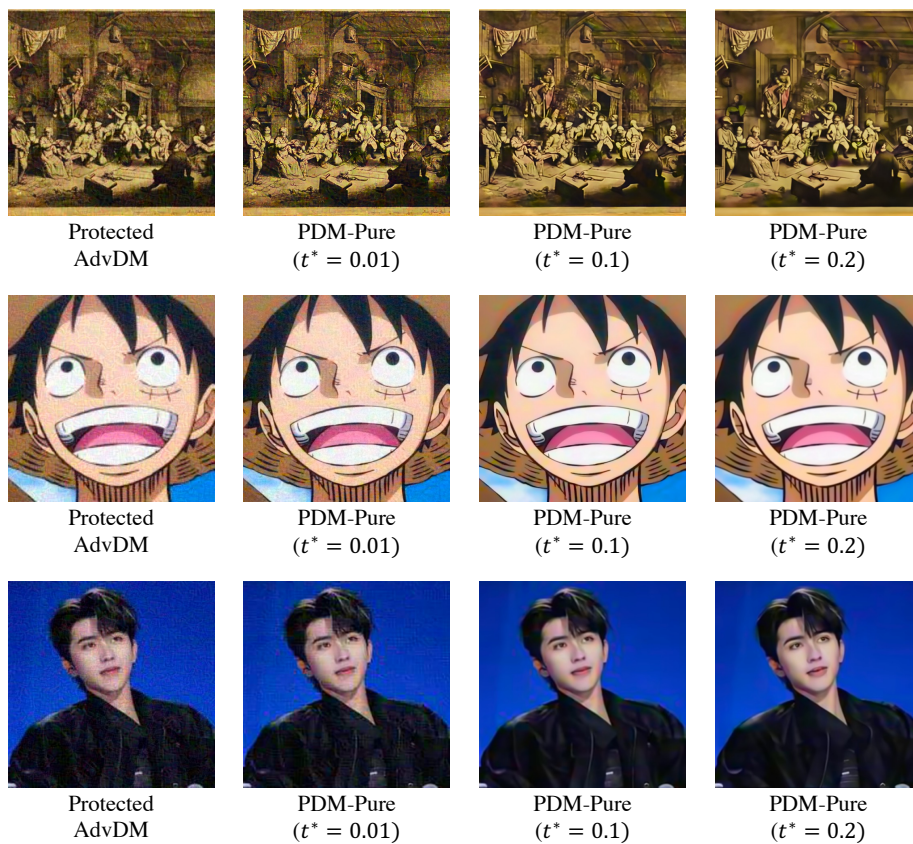 Protected PDM-Pure PDM-Pure PDM-Pure
AdvDM (t* = 0.01) (t* = 0.1) (t* = 0.2)
Protected PDM-Pure PDM-Pure PDM-Pure
AdvDM (t* = 0.01) (t* = 0.1) (t* = 0.2)
Protected PDM-Pure PDM-Pure PDM-Pure
AdvDM (t* = 0.01) (t* = 0.1) (t* = 0.2)